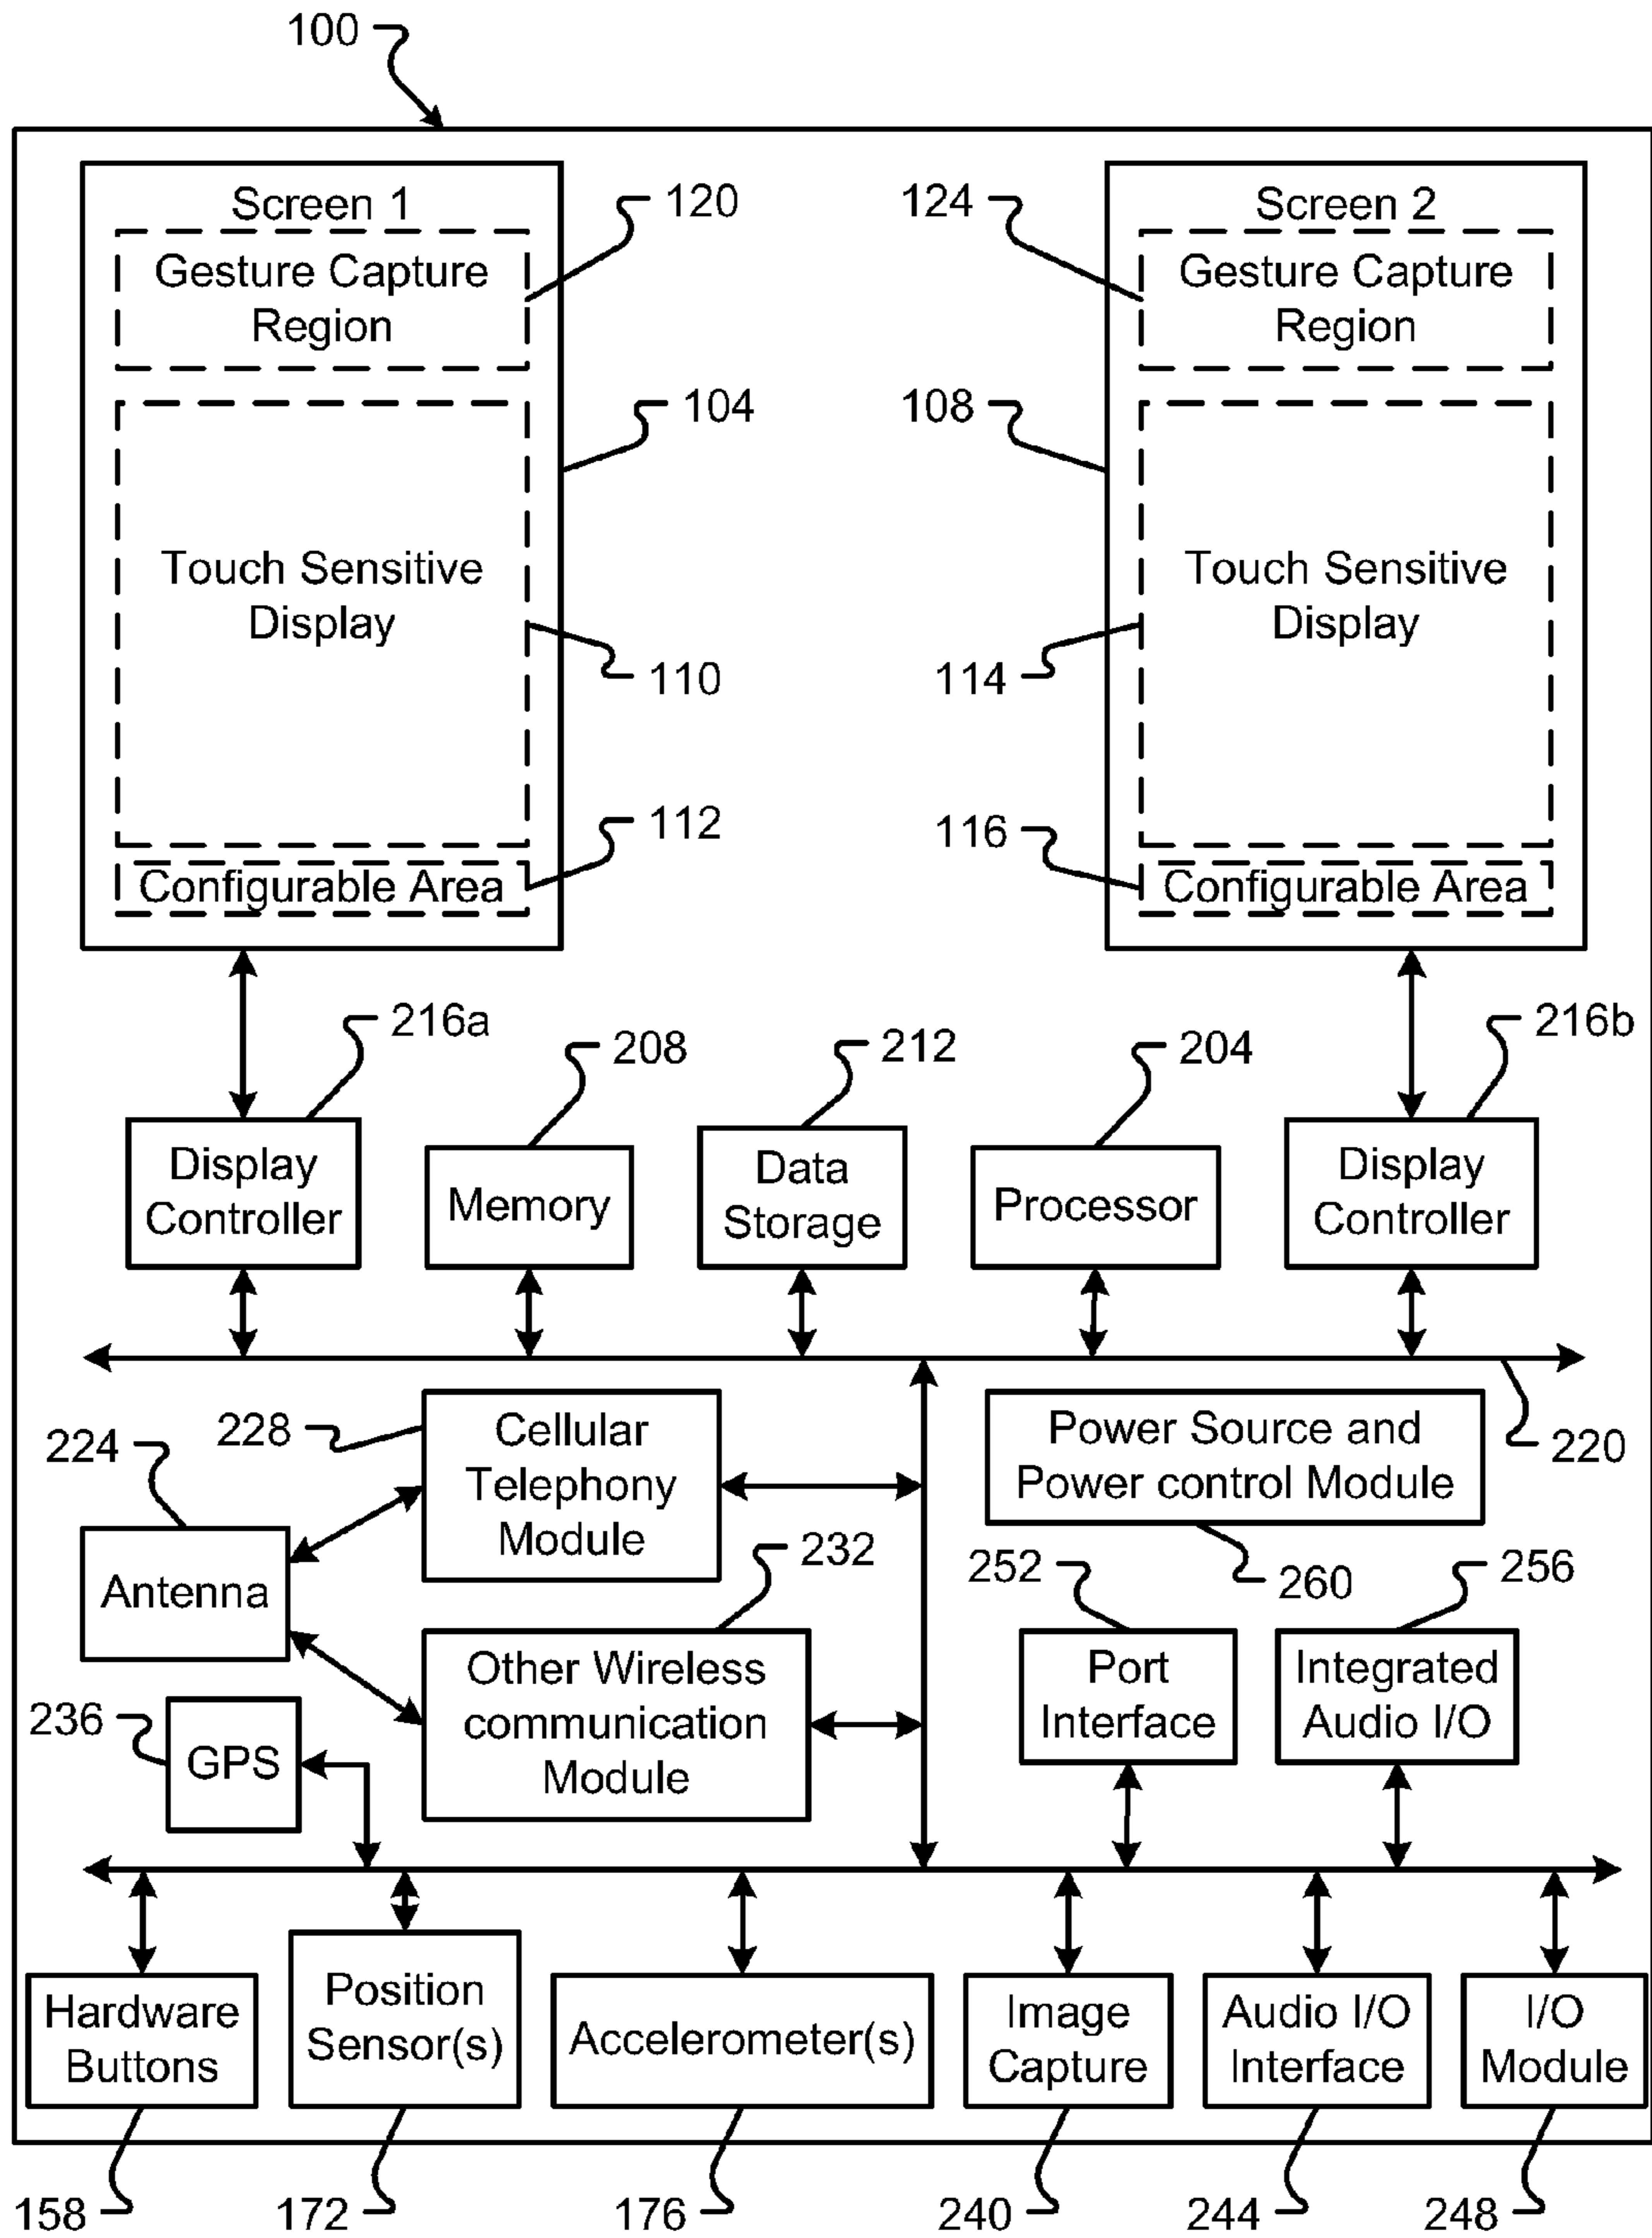 100
Screen 1
Gesture Capture
Region
120
124
Screen 2
Gesture Capture
Region
104
108
Touch Sensitive
Display
110
114
Touch Sensitive
Display
112
116
Configurable Area
Configurable Area
216a
208
212
204
216b
Display
Controller
Memory
Data
Storage
Processor
Display
Controller
220
224
228
Cellular
Telephony
Module
Power Source and
Power control Module
260
Antenna
232
252
256
Other Wireless
communication
Module
Port
Interface
Integrated
Audio I/O
236
GPS
Hardware
Buttons
Position
Sensor(s)
Accelerometer(s)
Image
Capture
Audio I/O
Interface
I/O
Module
158
172
176
240
244
248